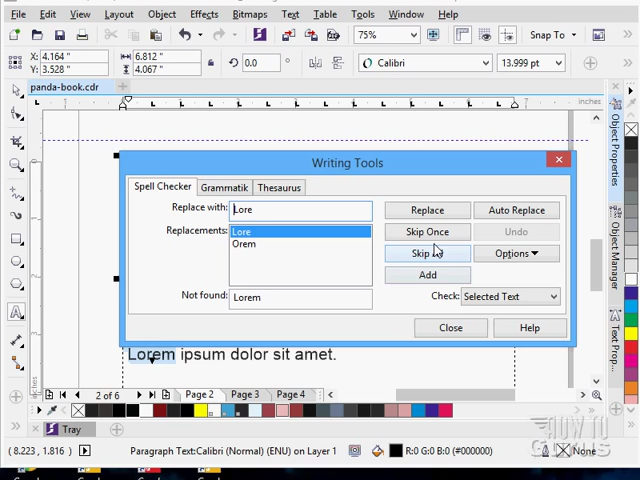 File View Layout Object Effects Bitmaps Text Table Tools Window Help
75% Snap To
X: 4.164 " 6.812 " 0.0 Calibri 13.999 pt
Y: 3.528 " 4.067 "
panda-book.cdr
inches
Writing Tools
Spell Checker Grammatik Thesaurus
Replace with: Lore Replace Auto Replace
Replacements: Lore Skip Once Undo
Orem
Skip Options
Add
Not found: Lorem Check: Selected Text
Close Help
Lorem ipsum dolor sit amet.
Object Properties
Object Manager
Text Prop...
inches
2 of 6 Page 2 Page 3 Page 4
Tray
HOWTO
GURUS
(8.223, 1.816) Paragraph Text:Calibri (Normal) (ENU) on Layer 1 R:0 G:0 B:0 (#000000) None